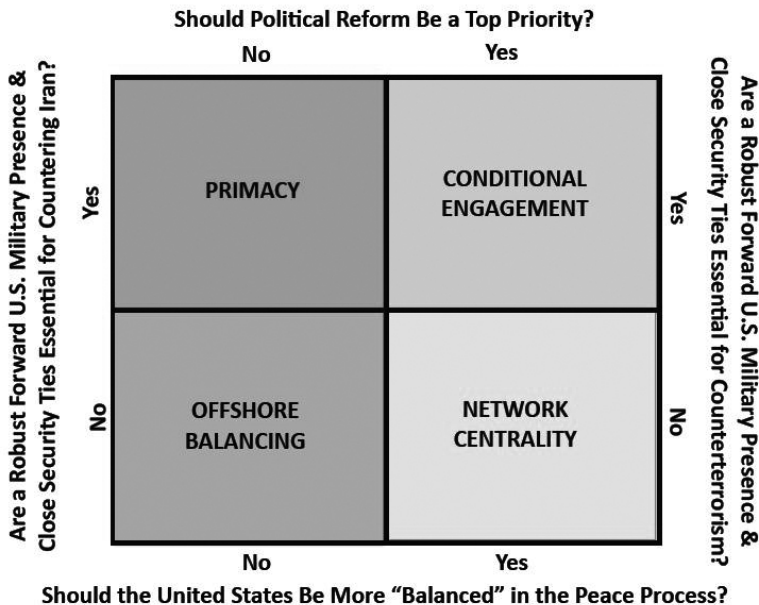 Should Political Reform Be a Top Priority?
No Yes
Are a Robust Forward U.S. Military Presence &
Close Security Ties Essential for Countering Iran?
Yes
No
PRIMACY
CONDITIONAL
ENGAGEMENT
OFFSHORE
BALANCING
NETWORK
CENTRALITY
Yes
No
Are a Robust Forward U.S. Military Presence &
Close Security Ties Essential for Counterterrorism?
No Yes
Should the United States Be More “Balanced” in the Peace Process?